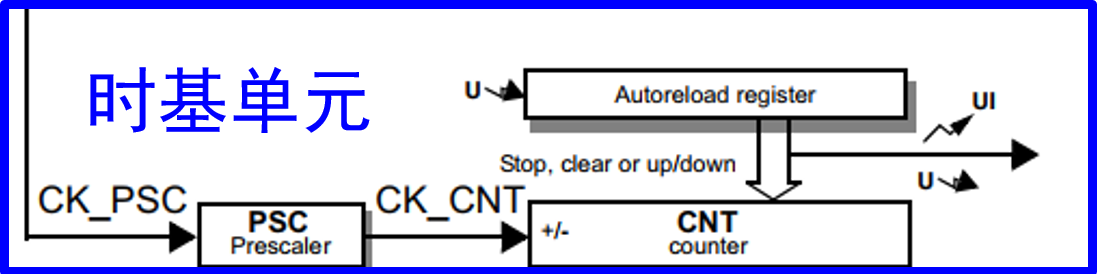 时基单元
U
Autoreload register
UI
Stop, clear or up/down
U
CK_PSC
CK_CNT
PSC
Prescaler
+/-
CNT
counter